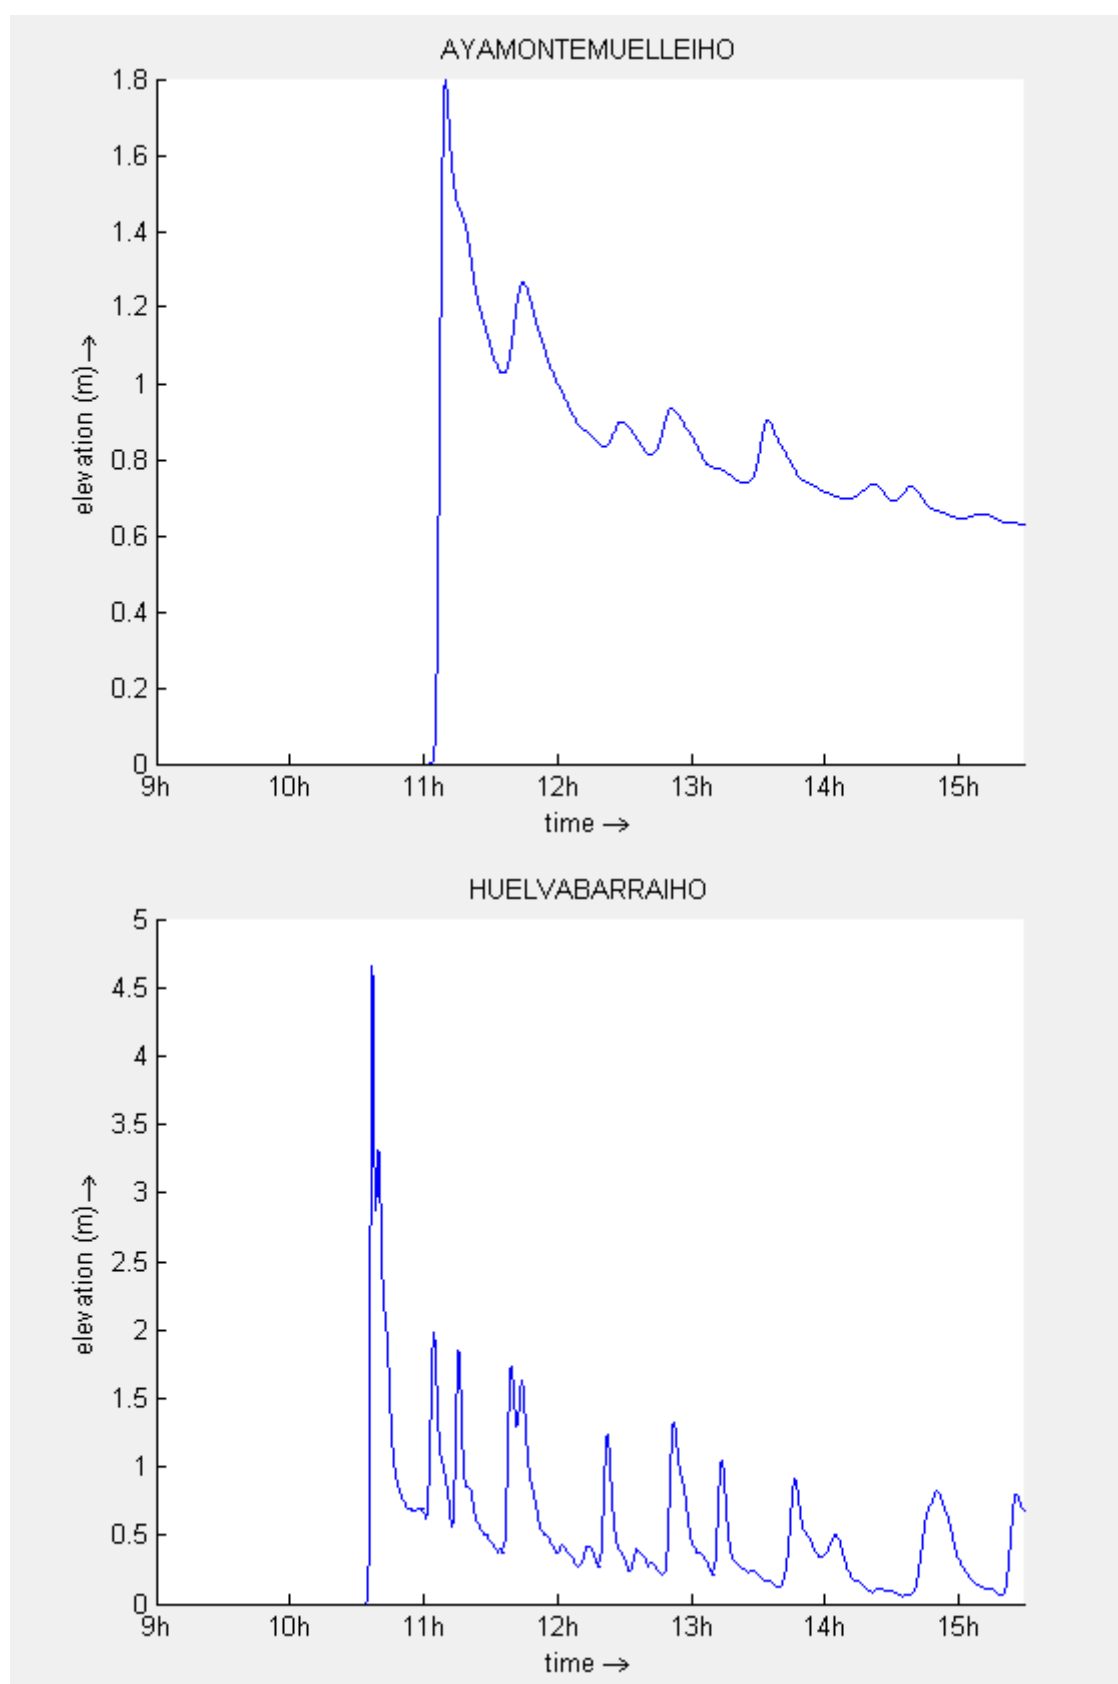 AYAMONTEMUELLEIHO
1.8
1.6
1.4
1.2
1
0.8
0.6
0.4
0.2
0
elevation (m) →
9h 10h 11h 12h 13h 14h 15h
time →
HUELVABARRAIHO
5
4.5
4
3.5
3
2.5
2
1.5
1
0.5
0
elevation (m) →
9h 10h 11h 12h 13h 14h 15h
time →